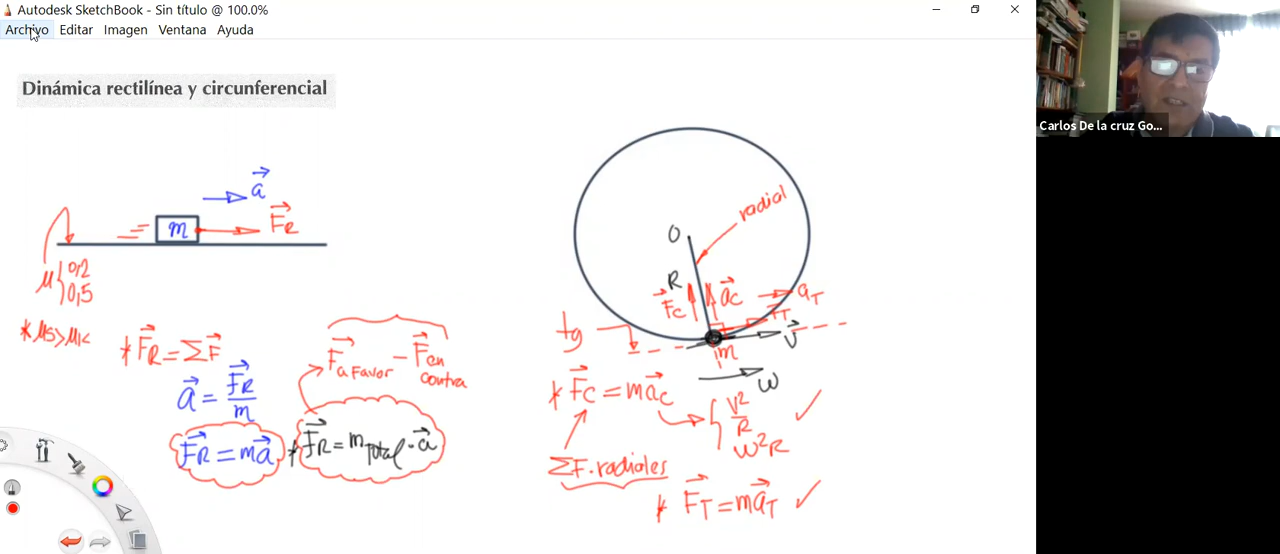 Autodesk SketchBook - Sin título @ 100.0%
Archivo Editar Imagen Ventana Ayuda
Carlos De la cruz Go...
Dinámica rectilínea y circunferencial
a
m
FR
μ { 0,2
0,5
* μs > μk
* FR = ΣF
a = FR / m
FR = ma
Fa Favor - Fen contra
* FR = mTotal · a
radial
O
R
Fc
ac
aT
FT
V
m
tg
ω
* Fc = mac
{ V²/R
ω²R
ΣF. radiales
* FT = maT